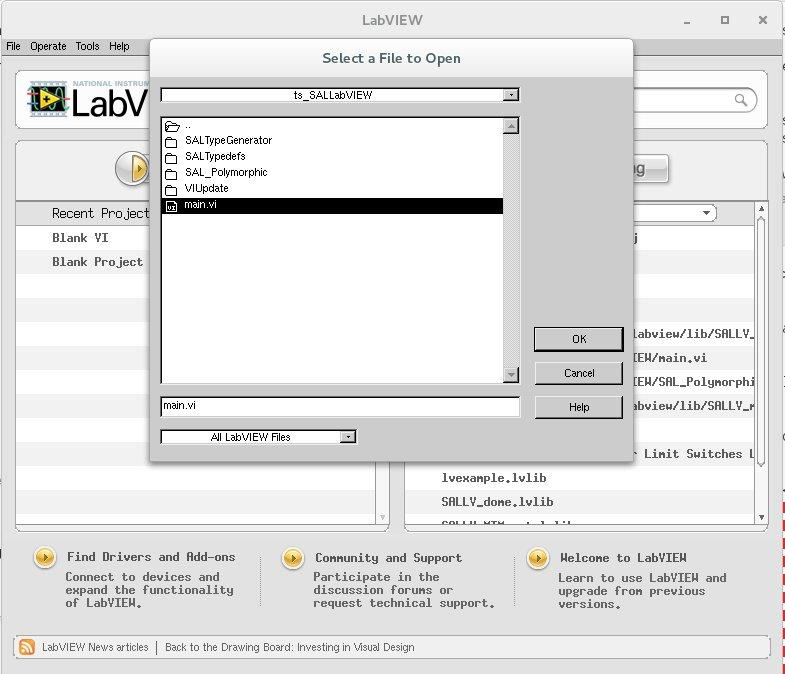 LabVIEW
File Operate Tools Help
Select a File to Open
NATIONAL
LabV
ts_SALLabVIEW
..
SALTypeGenerator
SALTypedefs
SAL_Polymorphic
VIUpdate
main.vi
Recent Project
Blank VI
Blank Project
labview/lib/SALLY_
EW/main.vi
EW/SAL_Polymorphi
abview/lib/SALLY_
r Limit Switches L
lvexample.lvlib
SALLY_dome.lvlib
OK
Cancel
Help
main.vi
All LabVIEW Files
Find Drivers and Add-ons
Connect to devices and
expand the functionality
of LabVIEW.
Community and Support
Participate in the
discussion forums or
request technical support.
Welcome to LabVIEW
Learn to use LabVIEW and
upgrade from previous
versions.
LabVIEW News articles | Back to the Drawing Board: Investing in Visual Design